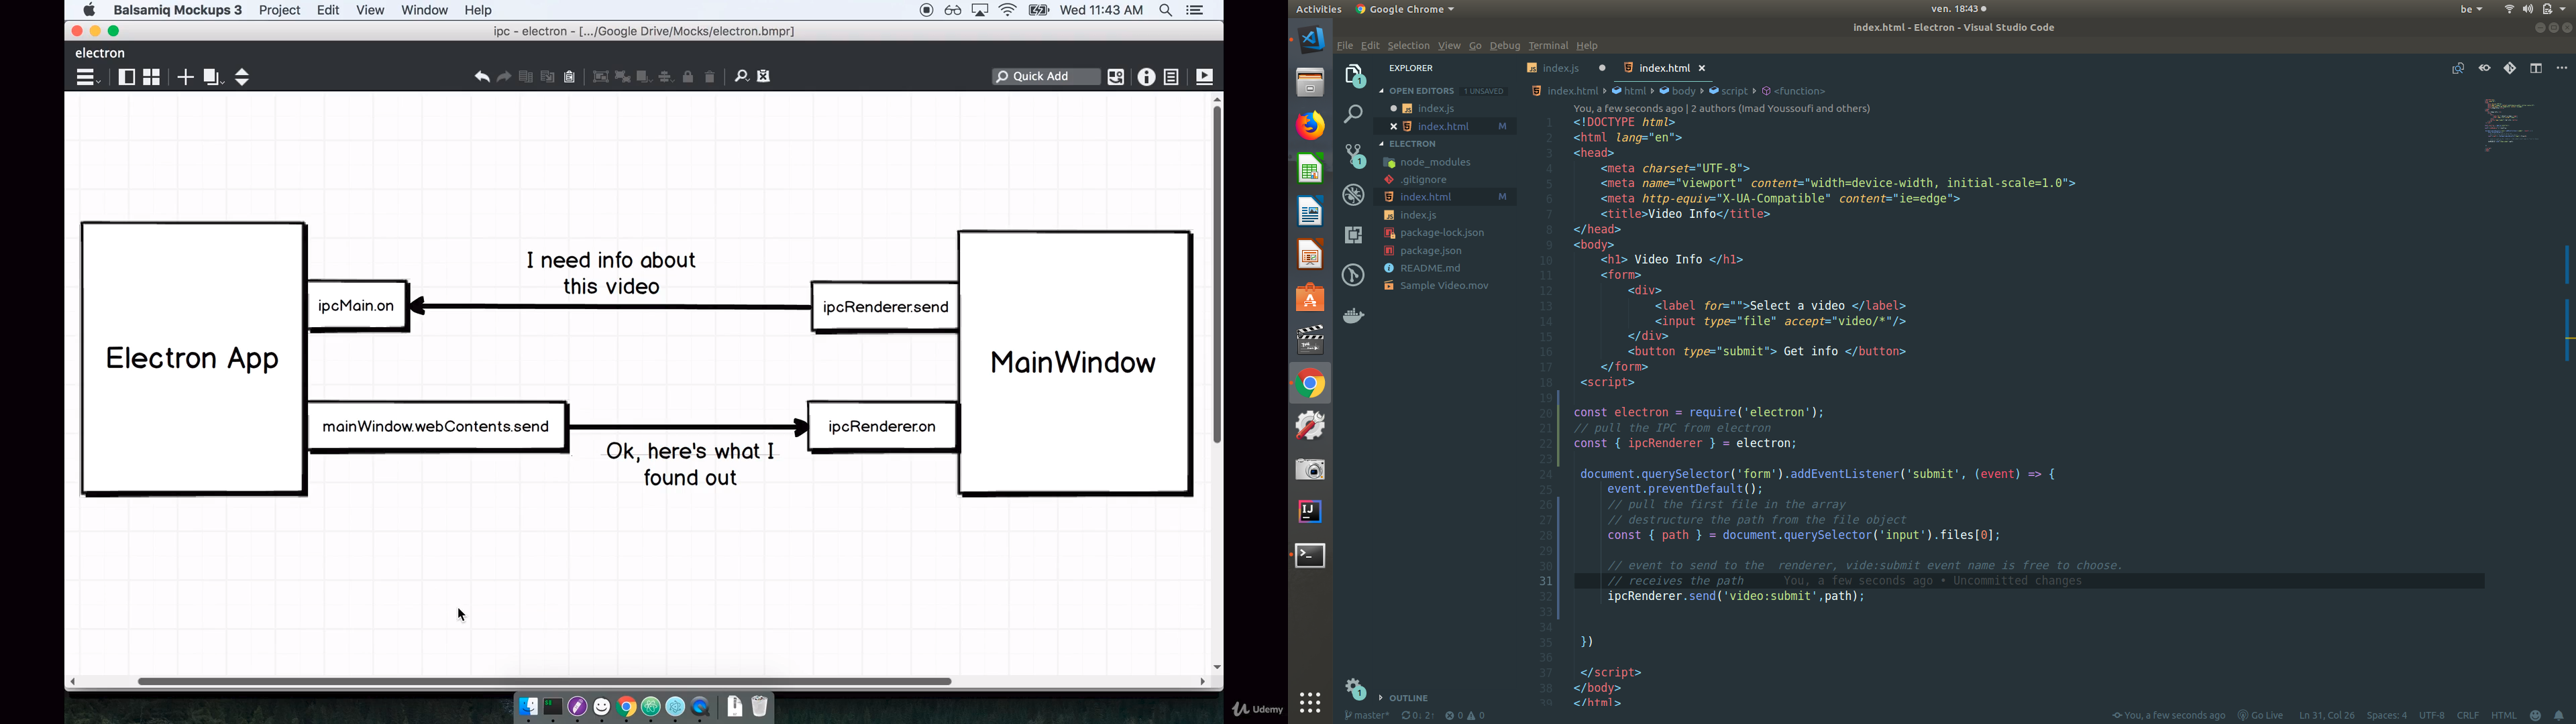 Balsamiq Mockups 3 Project Edit View Window Help Wed 11:43 AM
ipc - electron - [.../Google Drive/Mocks/electron.bmpr]
electron
Quick Add
I need info about
this video
ipcMain.on
ipcRenderer.send
Electron App
MainWindow
mainWindow.webContents.send
ipcRenderer.on
Ok, here's what I
found out
Udemy
Activities Google Chrome ven. 18:43 be
index.html - Electron - Visual Studio Code
File Edit Selection View Go Debug Terminal Help
EXPLORER
OPEN EDITORS 1 UNSAVED
index.js
index.html M
ELECTRON
node_modules
.gitignore
index.html M
index.js
package-lock.json
package.json
README.md
Sample Video.mov
OUTLINE
index.js index.html
index.html > html > body > script > <function>
You, a few seconds ago | 2 authors (Imad Youssoufi and others)
1 <!DOCTYPE html>
2 <html lang="en">
3 <head>
4 <meta charset="UTF-8">
5 <meta name="viewport" content="width=device-width, initial-scale=1.0">
6 <meta http-equiv="X-UA-Compatible" content="ie=edge">
7 <title>Video Info</title>
8 </head>
9 <body>
10 <h1> Video Info </h1>
11 <form>
12 <div>
13 <label for="">Select a video </label>
14 <input type="file" accept="video/*"/>
15 </div>
16 <button type="submit"> Get info </button>
17 </form>
18 <script>
19
20 const electron = require('electron');
21 // pull the IPC from electron
22 const { ipcRenderer } = electron;
23
24 document.querySelector('form').addEventListener('submit', (event) => {
25 event.preventDefault();
26 // pull the first file in the array
27 // destructure the path from the file object
28 const { path } = document.querySelector('input').files[0];
29
30 // event to send to the renderer, vide:submit event name is free to choose.
31 // receives the path You, a few seconds ago • Uncommitted changes
32 ipcRenderer.send('video:submit',path);
33
34
35 })
36
37 </script>
38 </body>
39 </html>
master* 0↓ 2↑ 0 0 You, a few seconds ago Go Live Ln 31, Col 26 Spaces: 4 UTF-8 CRLF HTML